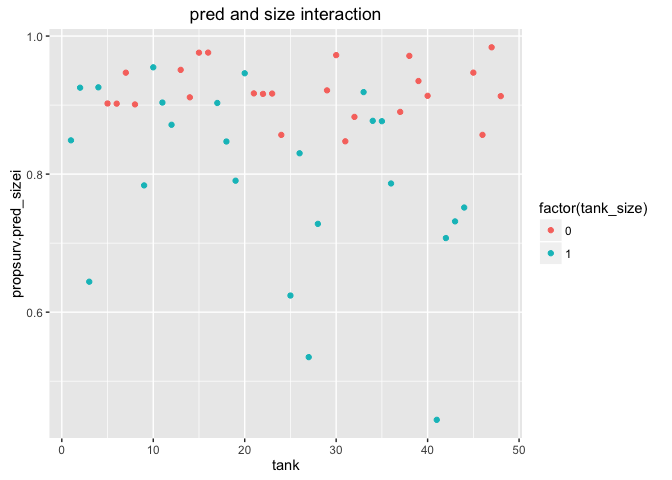 pred and size interaction
propsurv.pred_sizei
1.0
0.8
0.6
0
10
20
30
40
50
tank
factor(tank_size)
0
1